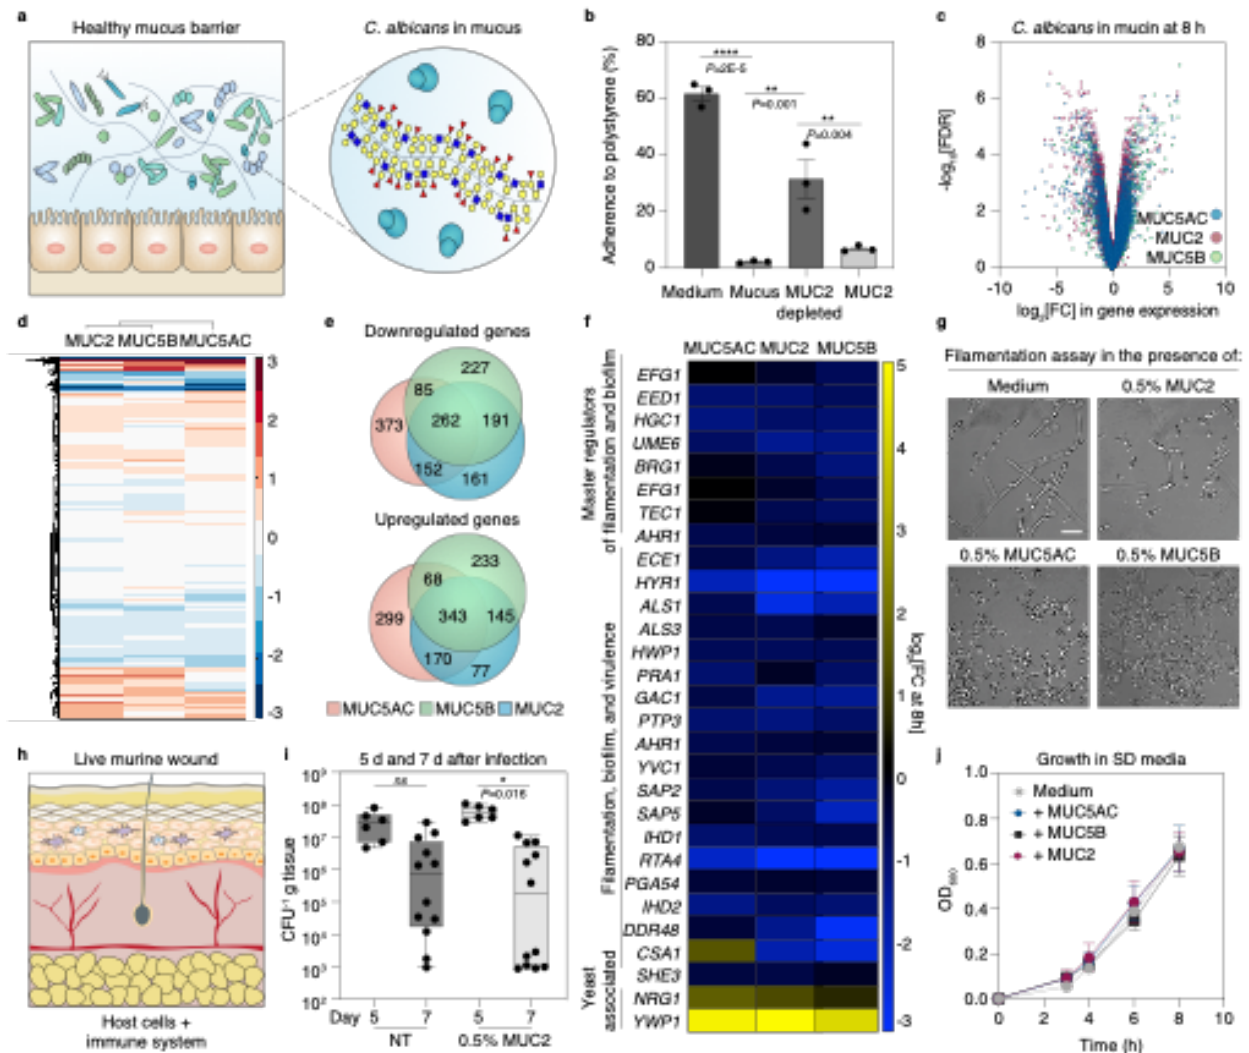 a
Healthy mucus barrier
C. albicans in mucus
b
Adherence to polystyrene (%)
80
60
40
20
0
****
P=2E-5
**
P=0.001
**
P=0.004
Medium Mucus MUC2 depleted MUC2
c
C. albicans in mucin at 8 h
-log10[FDR]
8
6
4
2
0
MUC5AC
MUC2
MUC5B
-10 -5 0 5 10
log2[FC] in gene expression
d
MUC2 MUC5B MUC5AC
3
2
1
0
-1
-2
-3
e
Downregulated genes
227
85
373 262 191
152
161
Upregulated genes
233
68
299 343 145
170
77
MUC5AC MUC5B MUC2
f
MUC5AC MUC2 MUC5B
Master regulators of filamentation and biofilm
EFG1
EED1
HGC1
UME6
BRG1
EFG1
TEC1
AHR1
Filamentation, biofilm, and virulence
ECE1
HYR1
ALS1
ALS3
HWP1
PRA1
GAC1
PTP3
AHR1
YVC1
SAP2
SAP5
IHD1
RTA4
PGA54
IHD2
DDR48
CSA1
Yeast associated
SHE3
NRG1
YWP1
5
4
3
2
1
0
-1
-2
-3
log2[FC at 8h]
g
Filamentation assay in the presence of:
Medium 0.5% MUC2
0.5% MUC5AC 0.5% MUC5B
h
Live murine wound
Host cells +
immune system
i
5 d and 7 d after infection
CFU-1 g tissue
10⁹
10⁸
10⁷
10⁶
10⁵
10⁴
10³
10²
ns
*
P=0.016
Day 5 7 5 7
NT 0.5% MUC2
j
Growth in SD media
OD600
1.0
0.8
0.6
0.4
0.2
0.0
Medium
+ MUC5AC
+ MUC5B
+ MUC2
0 2 4 6 8 10
Time (h)